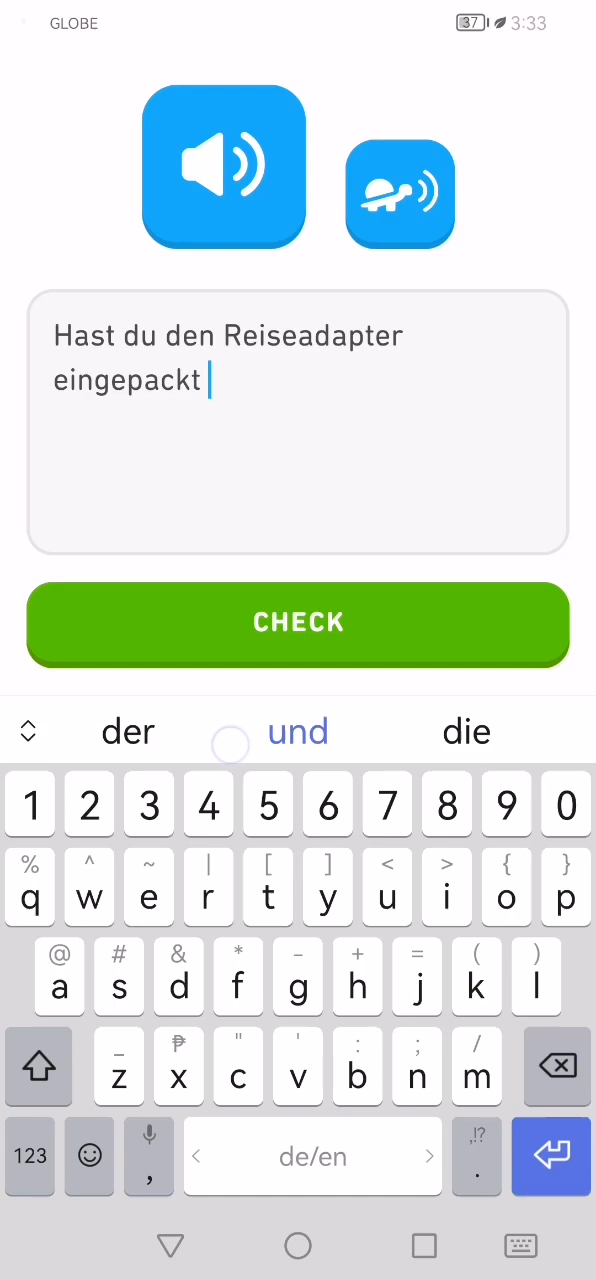 GLOBE
37 3:33
Hast du den Reiseadapter
eingepackt
CHECK
der und die
1 2 3 4 5 6 7 8 9 0
% ^ ~ | [ ] < > { }
q w e r t y u i o p
@ # & * - + = ( )
a s d f g h j k l
_ ₱ " ' : ; /
z x c v b n m
123 , < de/en > ,!? .